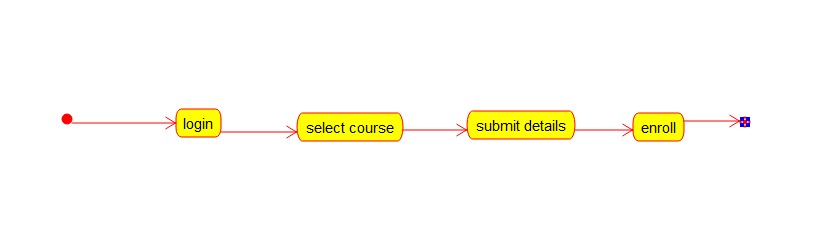 login
select course
submit details
enroll